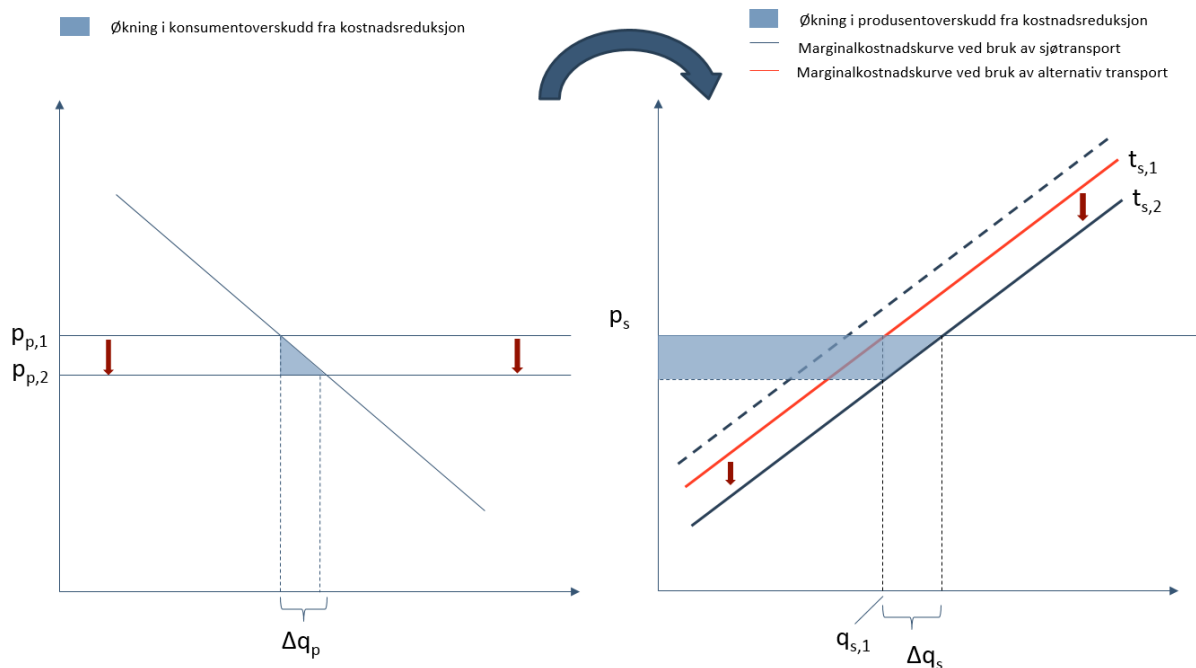 Økning i konsumentoverskudd fra kostnadsreduksjon
Økning i produsentoverskudd fra kostnadsreduksjon
Marginalkostnadskurve ved bruk av sjøtransport
Marginalkostnadskurve ved bruk av alternativ transport
p_p,1
p_p,2
Δq_p
t_s,1
t_s,2
p_s
q_s,1
Δq_s